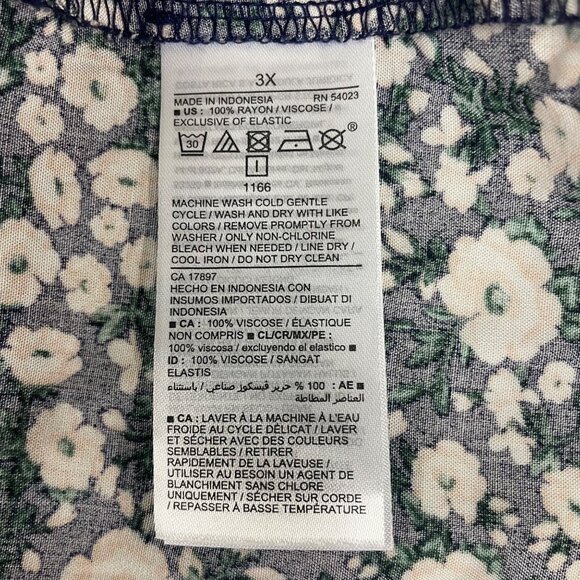 3X
MADE IN INDONESIA RN 54023
■ US : 100% RAYON / VISCOSE /
EXCLUSIVE OF ELASTIC
30 ®
1166
MACHINE WASH COLD GENTLE
CYCLE / WASH AND DRY WITH LIKE
COLORS / REMOVE PROMPTLY FROM
WASHER / ONLY NON-CHLORINE
BLEACH WHEN NEEDED / LINE DRY /
COOL IRON / DO NOT DRY CLEAN
CA 17897
HECHO EN INDONESIA CON
INSUMOS IMPORTADOS / DIBUAT DI
INDONESIA
■ CA : 100% VISCOSE / ÉLASTIQUE
NON COMPRIS ■ CL/CR/MX/PE :
100% viscosa / excluyendo el elastico ■
ID : 100% VISCOSE / SANGAT
ELASTIS
■ AE : 100 % حرير فيسكوز صناعي / باستثناء
العناصر المطاطة
■ CA : LAVER À LA MACHINE À L'EAU
FROIDE AU CYCLE DÉLICAT / LAVER
ET SÉCHER AVEC DES COULEURS
SEMBLABLES / RETIRER
RAPIDEMENT DE LA LAVEUSE /
UTILISER AU BESOIN UN AGENT DE
BLANCHIMENT SANS CHLORE
UNIQUEMENT / SÉCHER SUR CORDE
/ REPASSER À BASSE TEMPÉRATURE